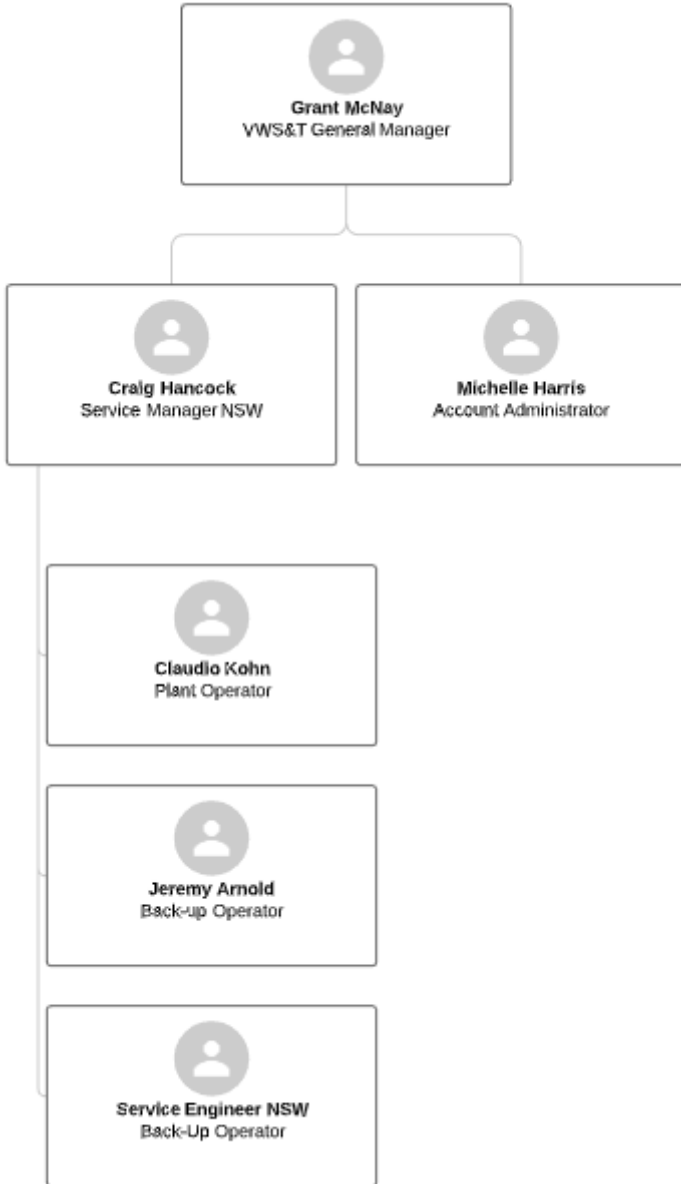 Grant McNay
VWS&T General Manager
Craig Hancock
Service Manager NSW
Michelle Harris
Account Administrator
Claudio Kohn
Plant Operator
Jeremy Arnold
Back-up Operator
Service Engineer NSW
Back-Up Operator